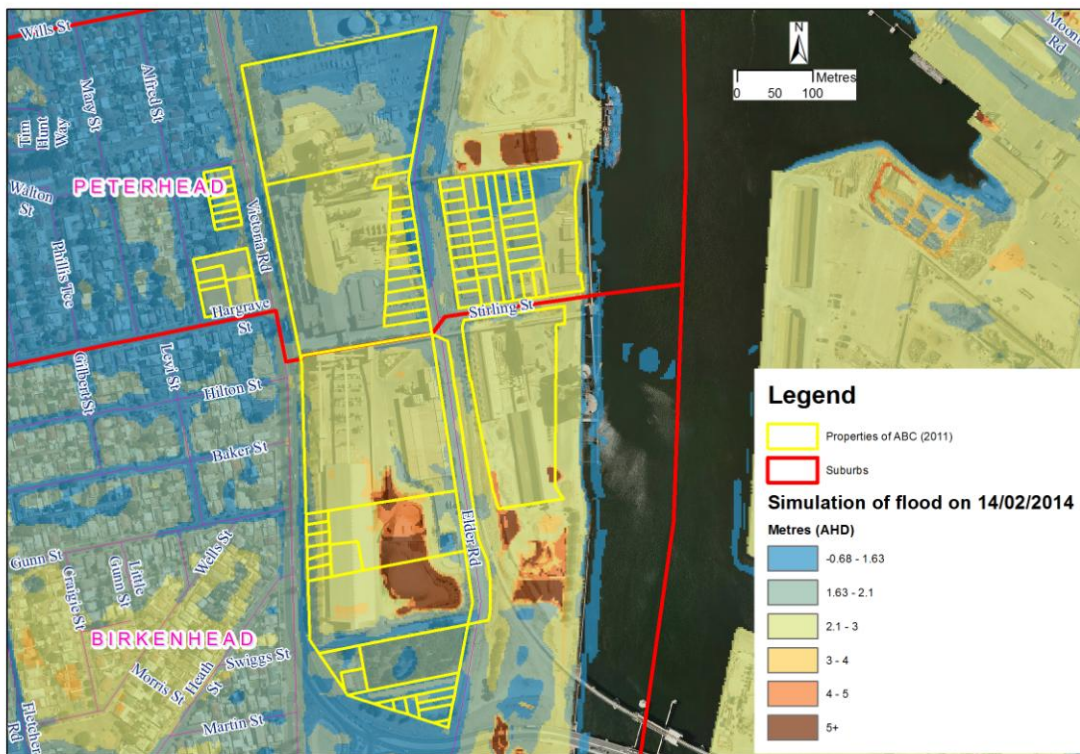 Wills St
Mary St
Alfred St
Tim
Hunt
Way
Walton
St
PETERHEAD
Phillis Tce
Victoria Rd
Hargrave
St
Stirling St
Gilbert St
Levi St
Hilton St
Baker St
Elder Rd
Gunn St
Craigie St
Little
Gunn St
Wells St
BIRKENHEAD
Morris St
Heath
St
Swiggs St
Martin St
Fletcher
Rd
Moorh
Rd
N
Metres
0 50 100
Legend
Properties of ABC (2011)
Suburbs
Simulation of flood on 14/02/2014
Metres (AHD)
-0.68 - 1.63
1.63 - 2.1
2.1 - 3
3 - 4
4 - 5
5+